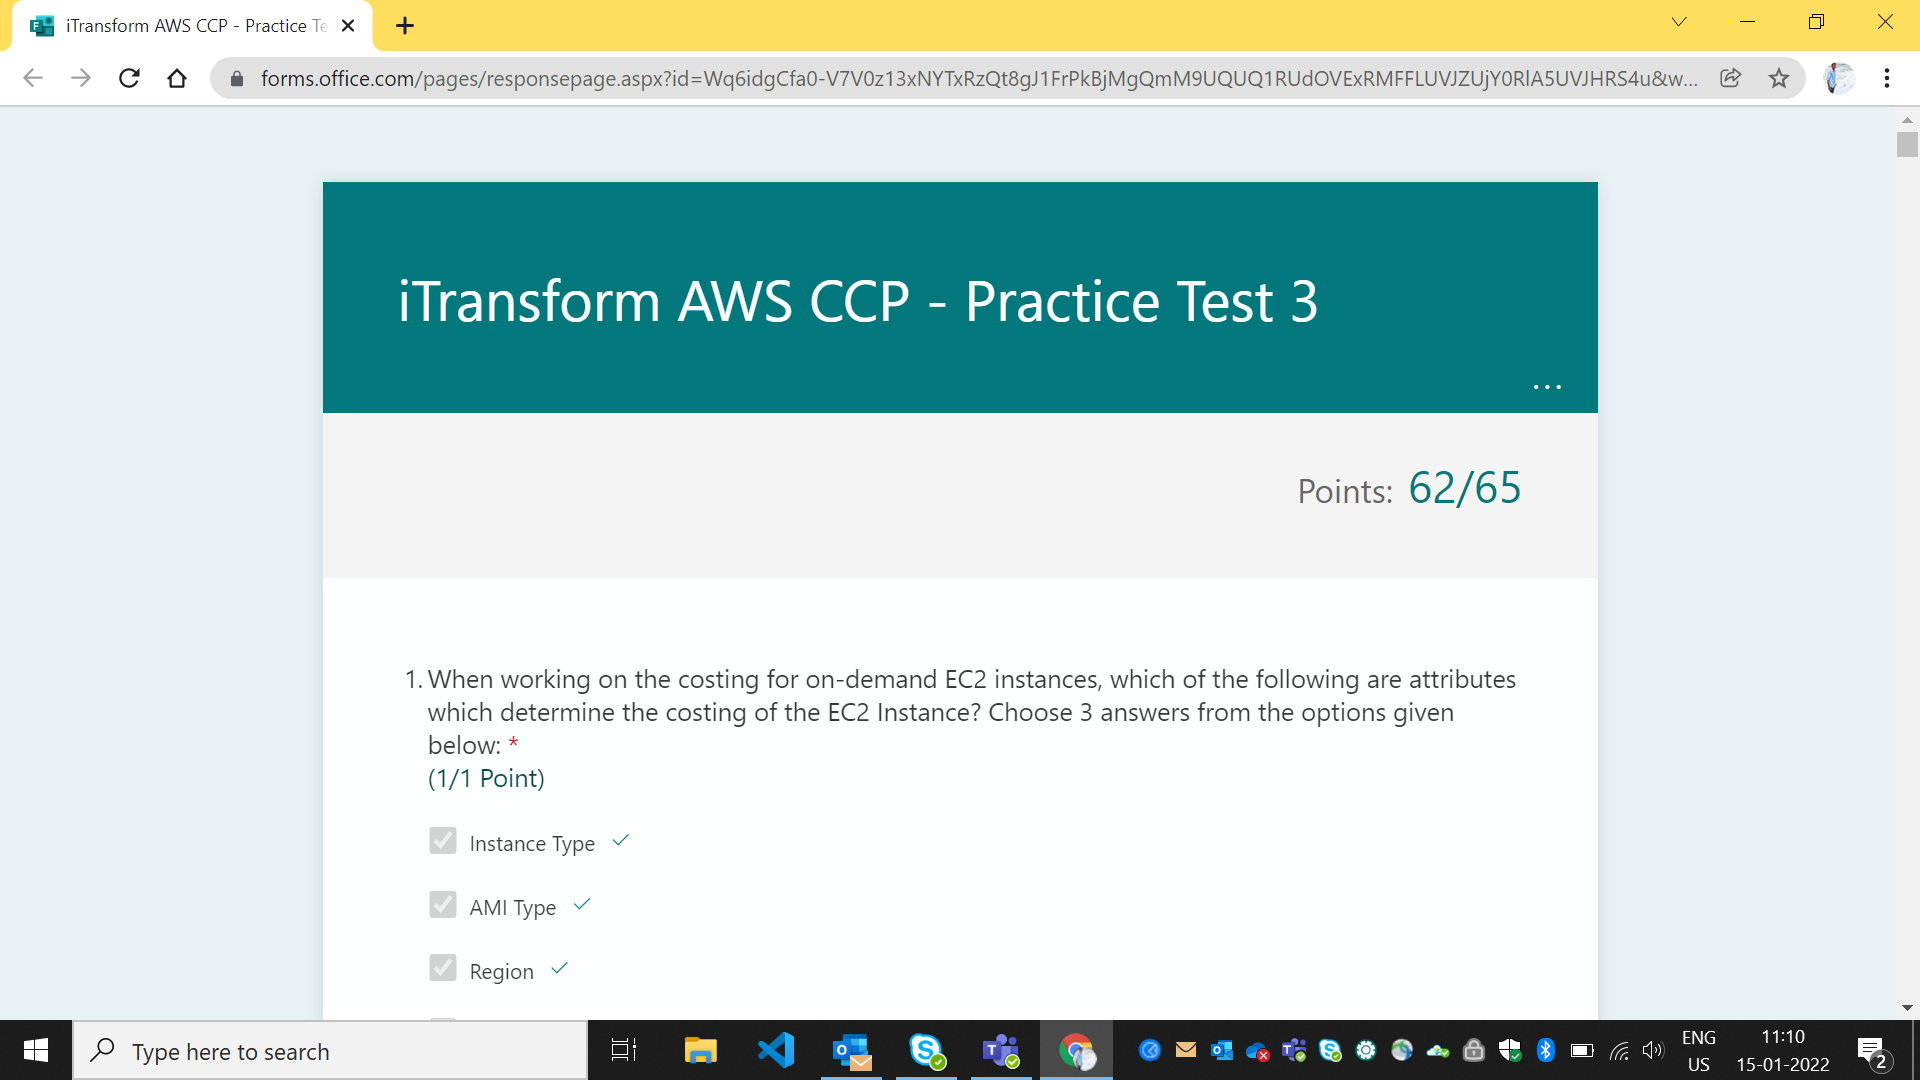 iTransform AWS CCP - Practice Te
forms.office.com/pages/responsepage.aspx?id=Wq6idgCfa0-V7V0z13xNYTxRzQt8gJ1FrPkBjMgQmM9UQUQ1RUdOVExRMFFLUVJZUjY0RlA5UVJHRS4u&w...
iTransform AWS CCP - Practice Test 3
...
Points: 62/65
1. When working on the costing for on-demand EC2 instances, which of the following are attributes
which determine the costing of the EC2 Instance? Choose 3 answers from the options given
below: *
(1/1 Point)
Instance Type
AMI Type
Region
Type here to search
ENG
US
11:10
15-01-2022
2